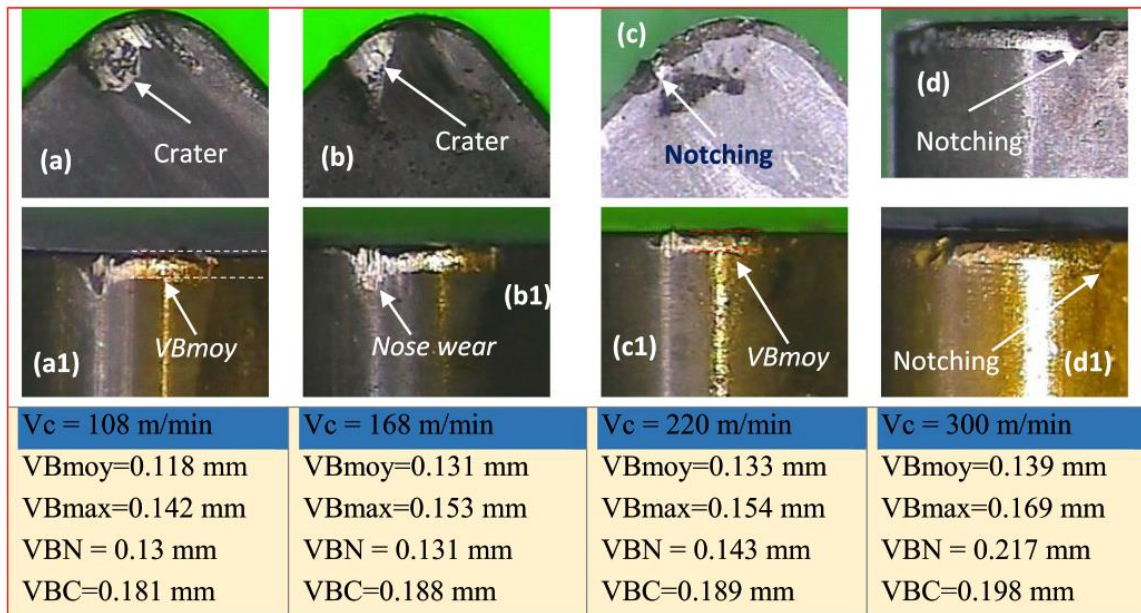 (a)
Crater
(b)
Crater
(c)
Notching
(d)
Notching
(a1)
VBmoy
(b1)
Nose wear
(c1)
VBmoy
Notching
(d1)
Vc = 108 m/min
VBmoy=0.118 mm
VBmax=0.142 mm
VBN = 0.13 mm
VBC=0.181 mm
Vc = 168 m/min
VBmoy=0.131 mm
VBmax=0.153 mm
VBN = 0.131 mm
VBC=0.188 mm
Vc = 220 m/min
VBmoy=0.133 mm
VBmax=0.154 mm
VBN = 0.143 mm
VBC=0.189 mm
Vc = 300 m/min
VBmoy=0.139 mm
VBmax=0.169 mm
VBN = 0.217 mm
VBC=0.198 mm